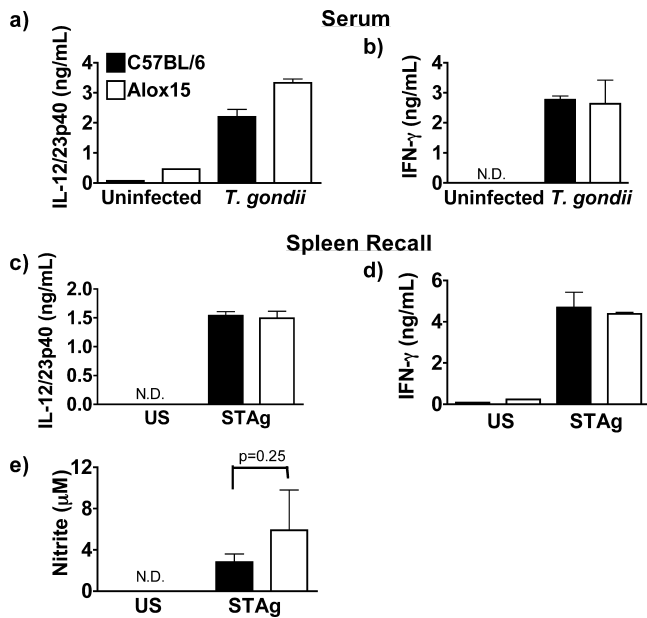 Serum
a)
IL-12/23p40 (ng/mL)
4
3
2
1
0
C57BL/6
Alox15
Uninfected T. gondii
b)
IFN-γ (ng/mL)
4
3
2
1
0
N.D.
Uninfected T. gondii
Spleen Recall
c)
IL-12/23p40 (ng/mL)
2.0
1.5
1.0
0.5
0.0
N.D.
US STAg
d)
IFN-γ (ng/mL)
6
4
2
0
US STAg
e)
Nitrite (μM)
12
8
4
0
p=0.25
N.D.
US STAg